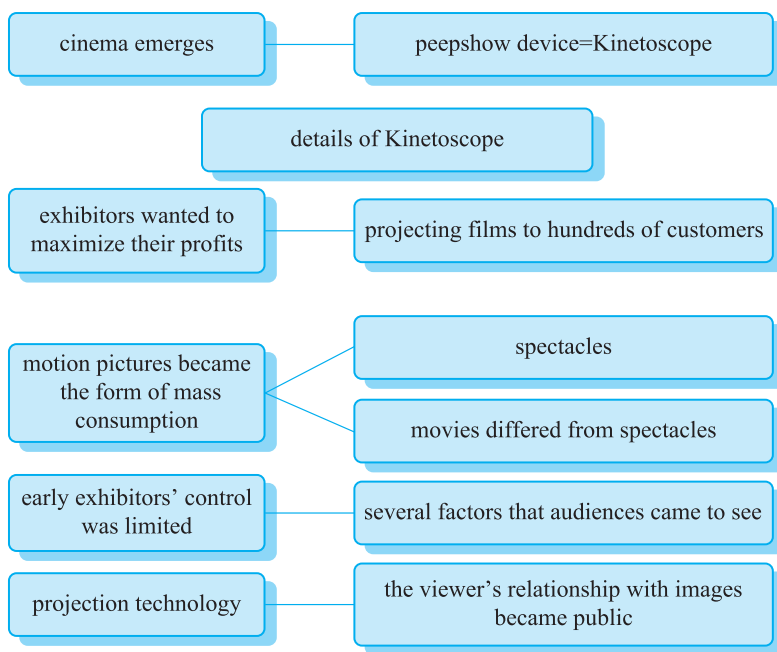 cinema emerges
peepshow device=Kinetoscope
details of Kinetoscope
exhibitors wanted to
maximize their profits
projecting films to hundreds of customers
motion pictures became
the form of mass
consumption
spectacles
movies differed from spectacles
early exhibitors’ control
was limited
several factors that audiences came to see
projection technology
the viewer’s relationship with images
became public